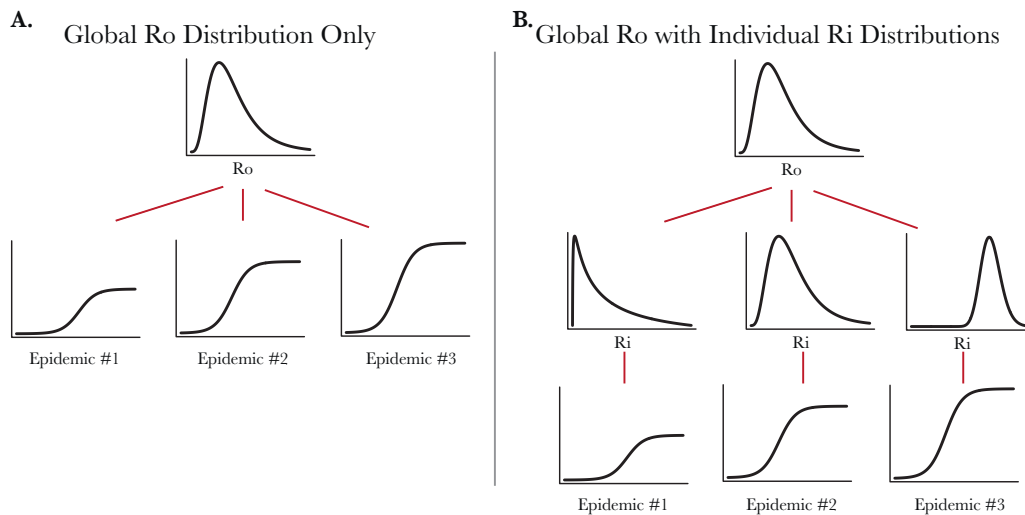 A.
Global Ro Distribution Only
Ro
Epidemic #1
Epidemic #2
Epidemic #3
B.
Global Ro with Individual Ri Distributions
Ro
Ri
Ri
Ri
Epidemic #1
Epidemic #2
Epidemic #3